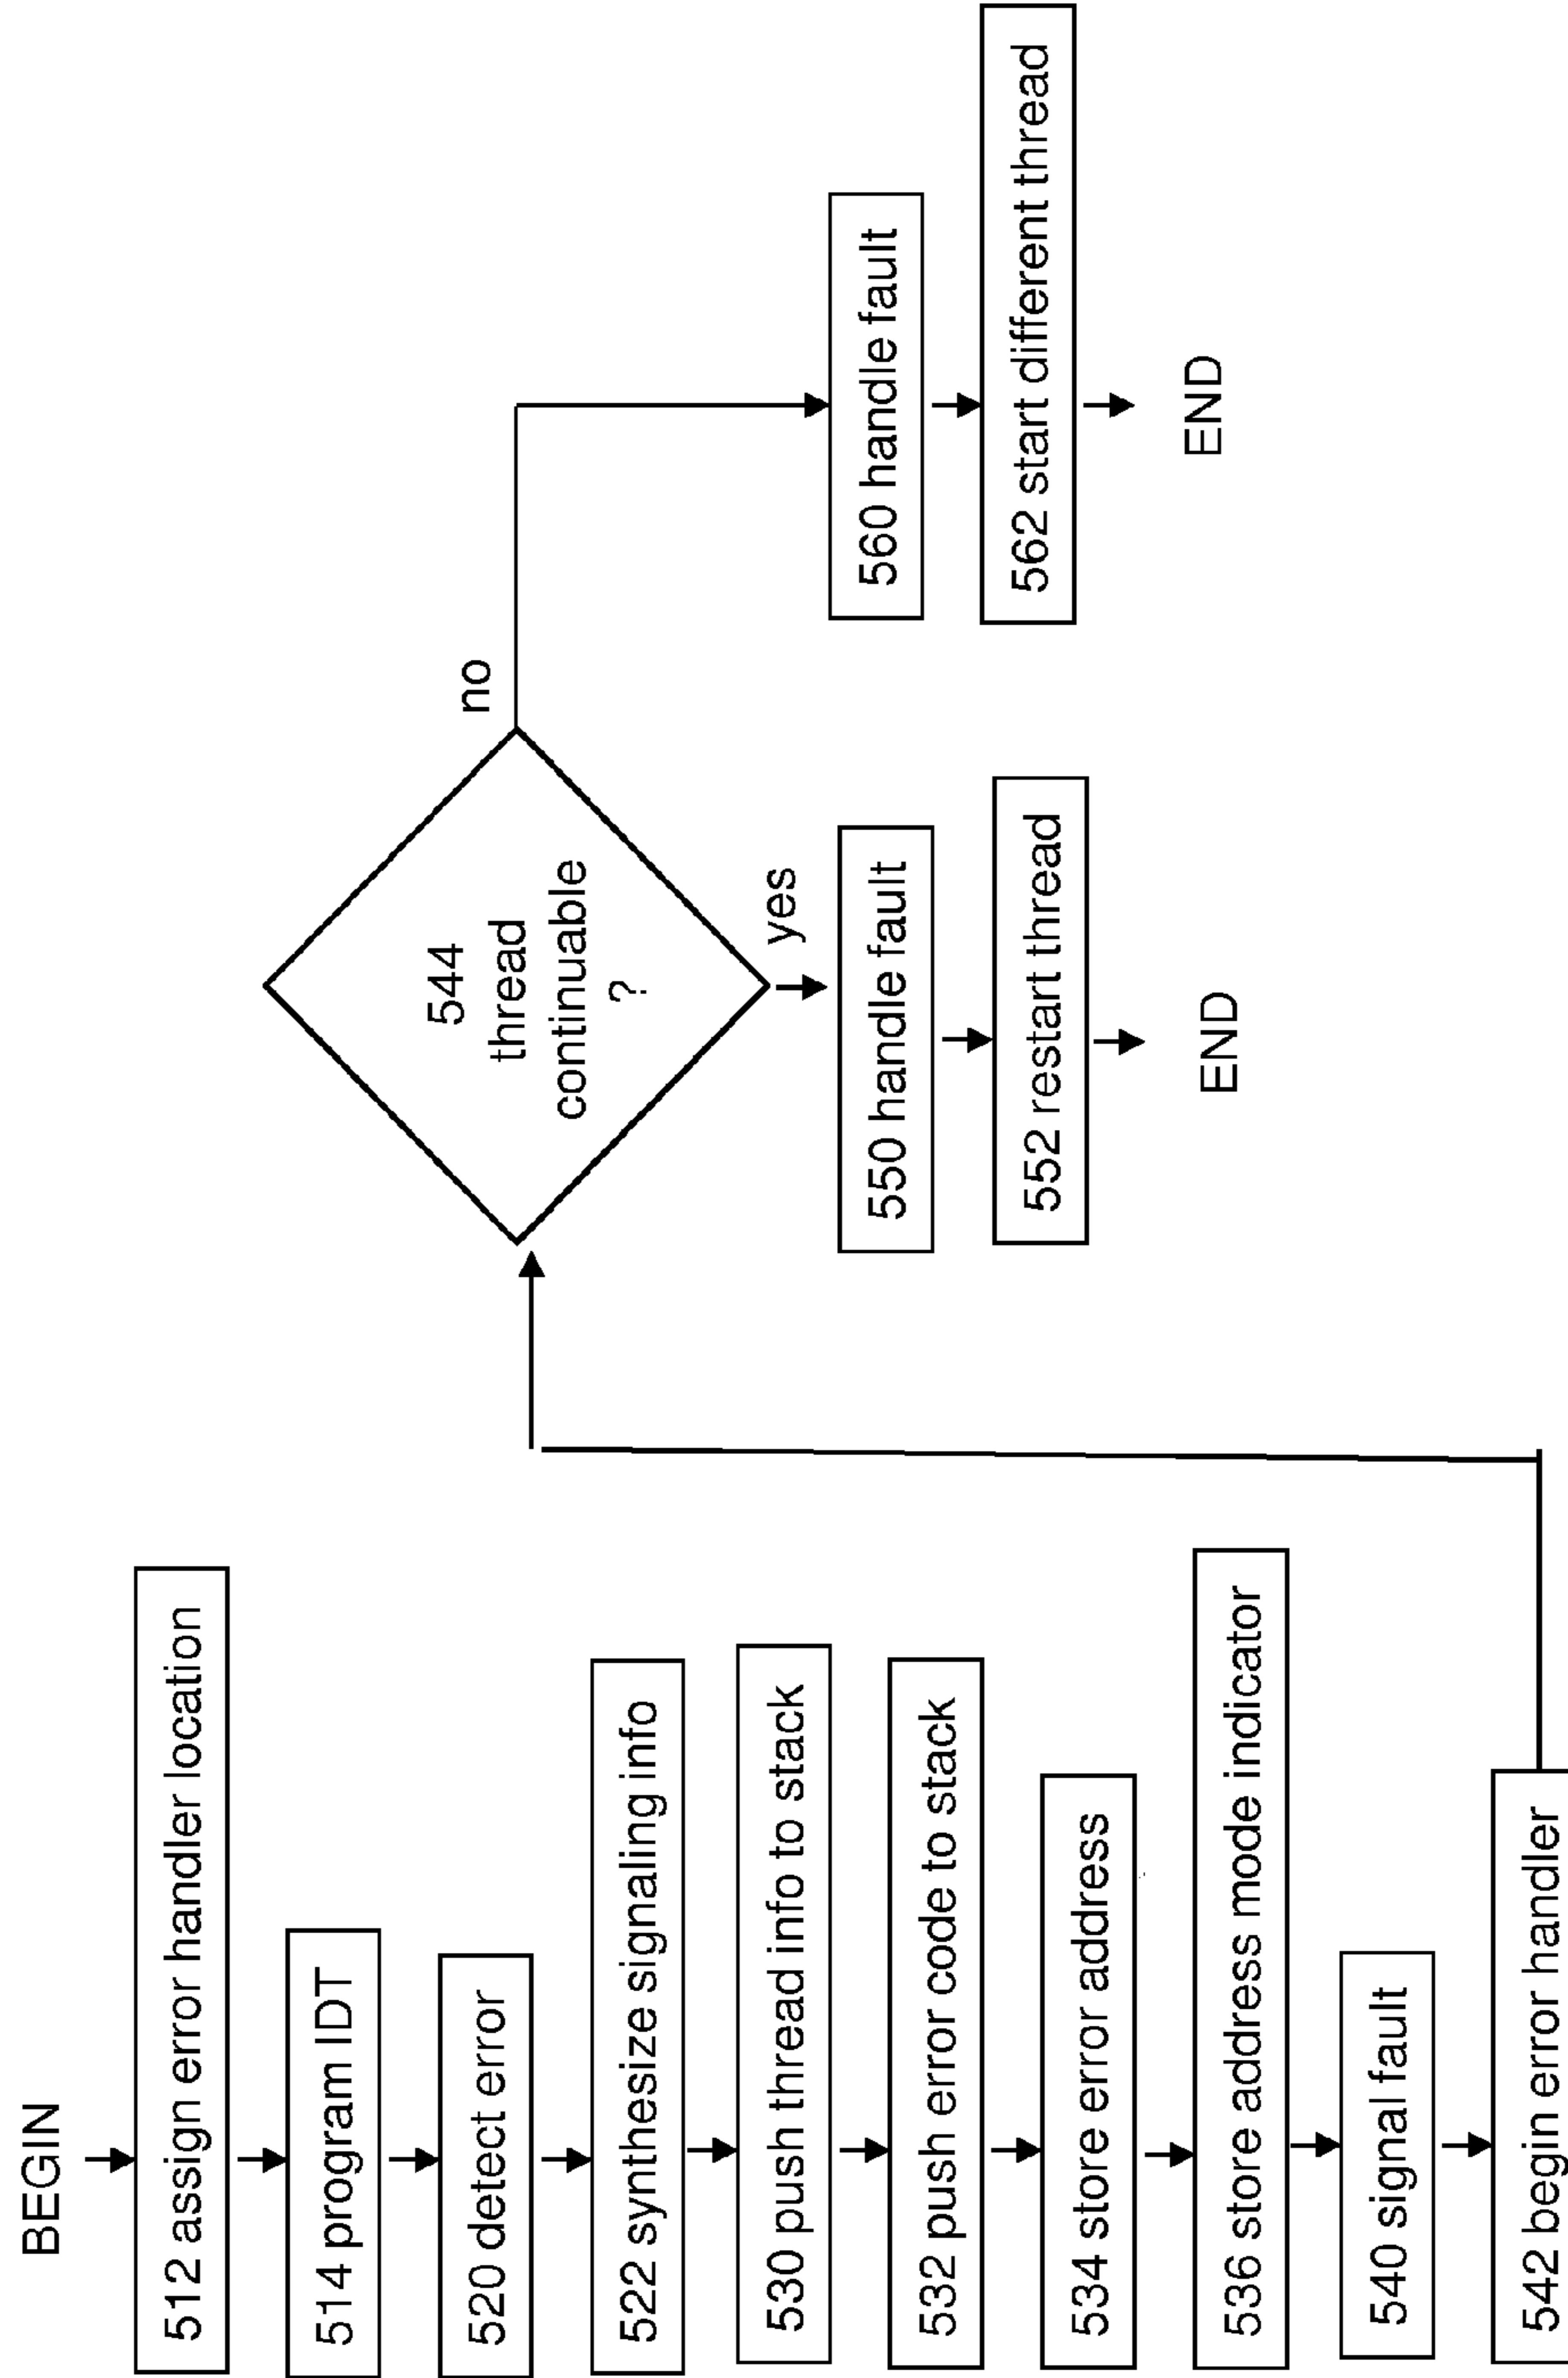 BEGIN
512 assign error handler location
514 program IDT
520 detect error
522 synthesize signaling info
530 push thread info to stack
532 push error code to stack
534 store error address
536 store address mode indicator
540 signal fault
542 begin error handler
544
thread
continuable
?
yes
550 handle fault
552 restart thread
END
no
560 handle fault
562 start different thread
END